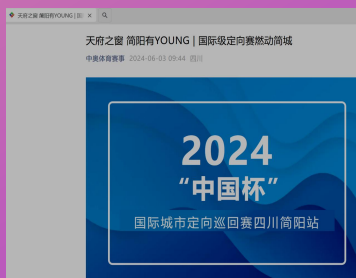 天府之窗 简阳有YOUNG | 国
天府之窗 简阳有YOUNG | 国际级定向赛燃动简城
中奥体育赛事 2024-06-03 09:44 四川
2024
“中国杯”
国际城市定向巡回赛四川简阳站